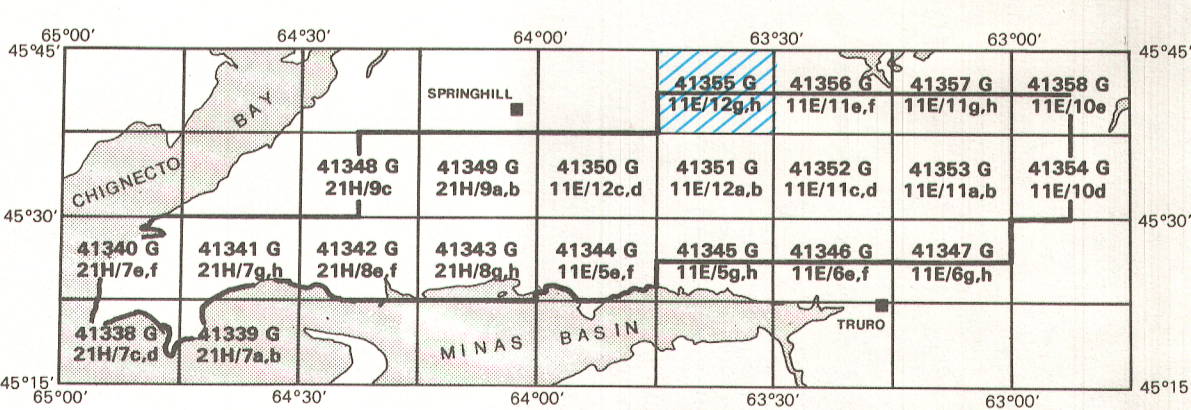 65°00' 64°30' 64°00' 63°30' 63°00'
45°45' 45°45'
41355 G 41356 G 41357 G 41358 G
11E/12g,h 11E/11e,f 11E/11g,h 11E/10e
SPRINGHILL
CHIGNECTO BAY
41348 G 41349 G 41350 G 41351 G 41352 G 41353 G 41354 G
21H/9c 21H/9a,b 11E/12c,d 11E/12a,b 11E/11c,d 11E/11a,b 11E/10d
45°30' 45°30'
41340 G 41341 G 41342 G 41343 G 41344 G 41345 G 41346 G 41347 G
21H/7e,f 21H/7g,h 21H/8e,f 21H/8g,h 11E/5e,f 11E/5g,h 11E/6e,f 11E/6g,h
TRURO
41338 G 41339 G
21H/7c,d 21H/7a,b
MINAS BASIN
45°15' 45°15
65°00' 64°30' 64°00' 63°30' 63°00'